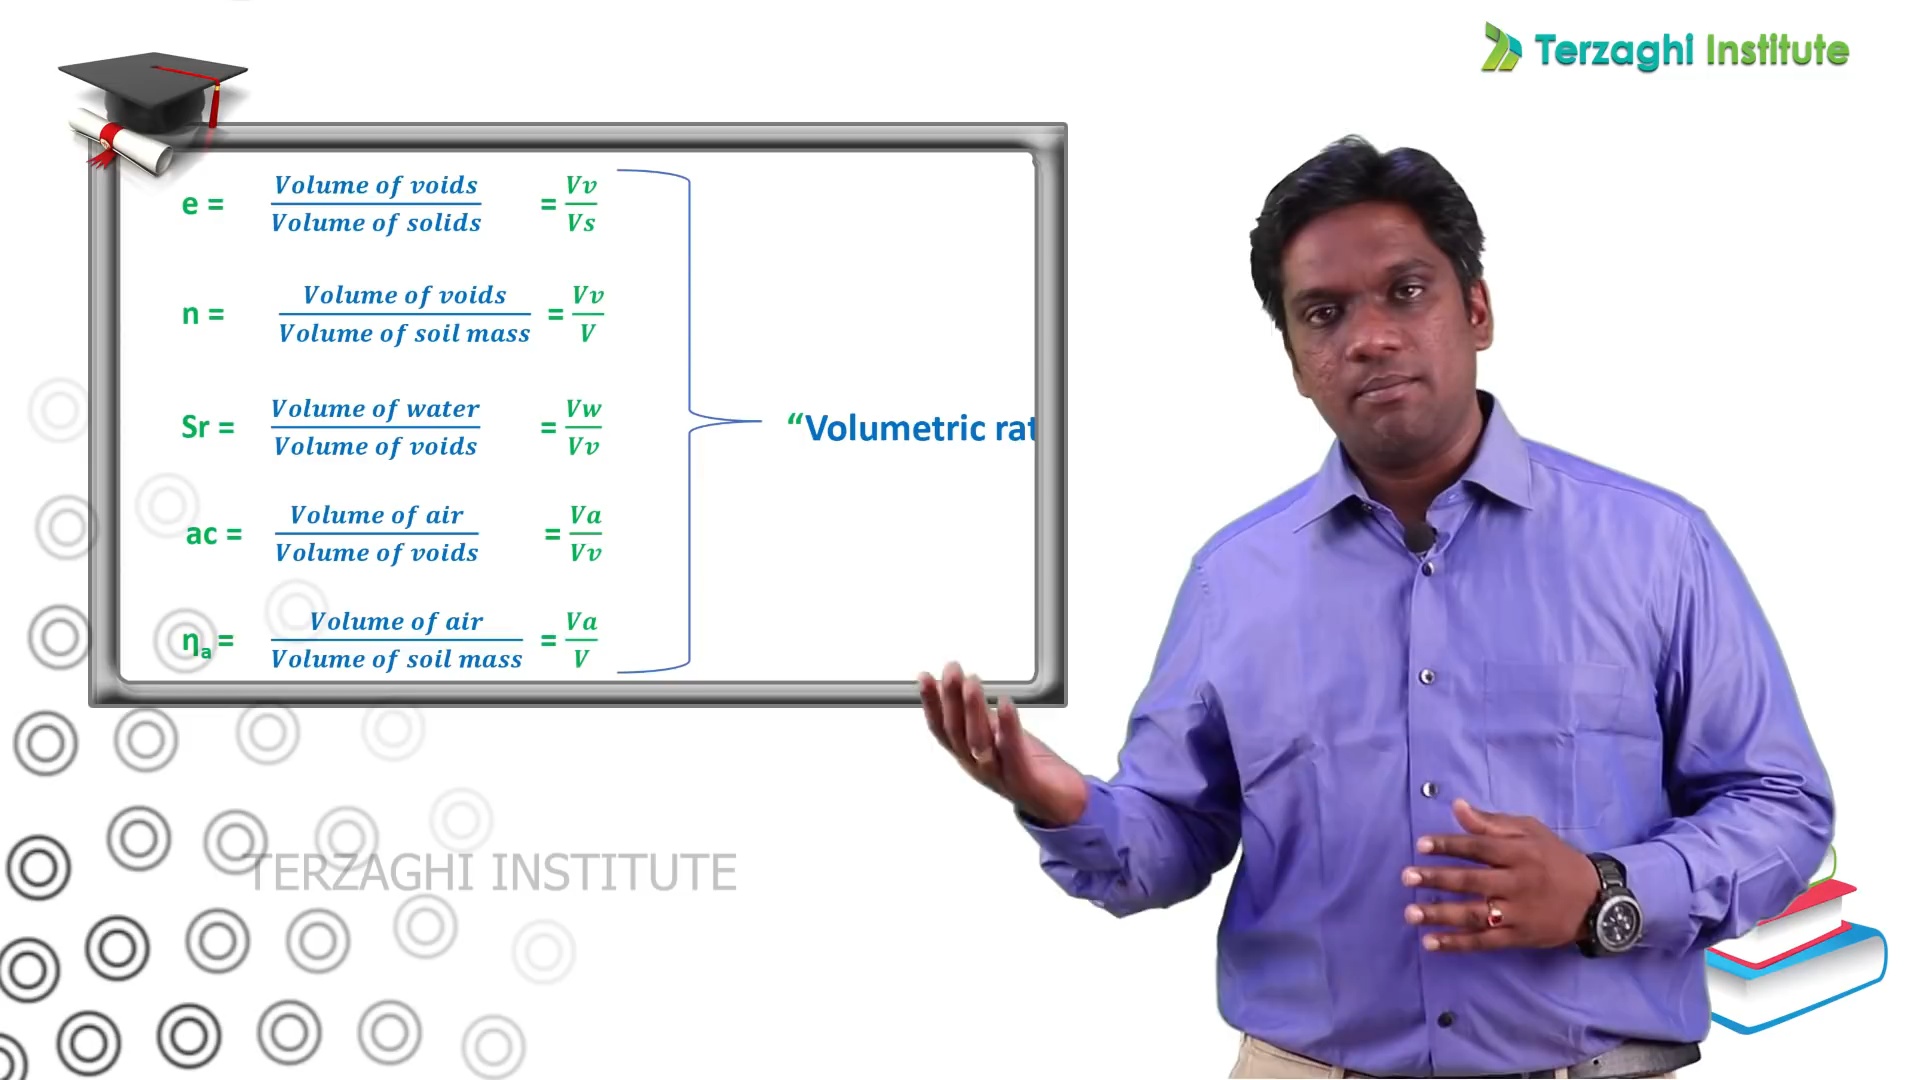 Terzaghi Institute
e = Volume of voids / Volume of solids = Vv / Vs
n = Volume of voids / Volume of soil mass = Vv / V
Sr = Volume of water / Volume of voids = Vw / Vv
"Volumetric rat
ac = Volume of air / Volume of voids = Va / Vv
ηa = Volume of air / Volume of soil mass = Va / V
TERZAGHI INSTITUTE